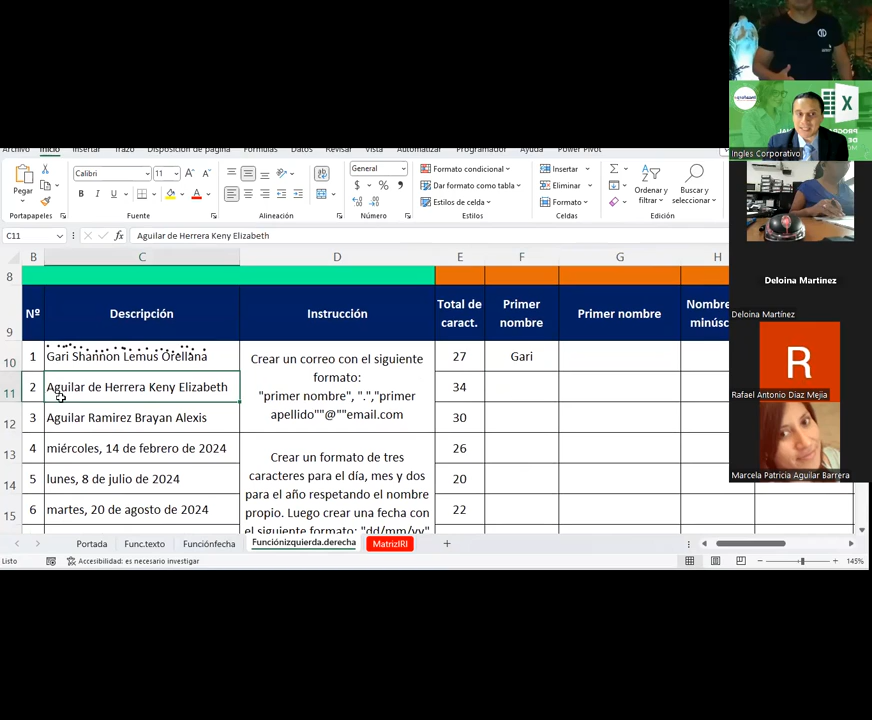 Archivo Inicio Insertar Trazo Disposición de página Fórmulas Datos Revisar Vista Automatizar Programador Ayuda Power Pivot
Calibri 11 General Formato condicional Insertar
Pegar N K S $ % Dar formato como tabla Eliminar Ordenar y Buscar y
Estilos de celda Formato filtrar seleccionar
Portapapeles Fuente Alineación Número Estilos Celdas Edición
C11 fx Aguilar de Herrera Keny Elizabeth
B C D E F G H
8
9 Nº Descripción Instrucción Total de caract. Primer nombre Primer nombre
10 1 Gari Shannon Lemus Orellana 27 Gari
Crear un correo con el siguiente
formato:
"primer nombre", ".","primer
apellido""@""email.com
11 2 Aguilar de Herrera Keny Elizabeth 34
12 3 Aguilar Ramirez Brayan Alexis 30
13 4 miércoles, 14 de febrero de 2024 26
Crear un formato de tres
caracteres para el día, mes y dos
para el año respetando el nombre
propio. Luego crear una fecha con
el siguiente formato: "dd/mm/yy"
14 5 lunes, 8 de julio de 2024 20
15 6 martes, 20 de agosto de 2024 22
Portada Func.texto Funciónfecha Funciónizquierda.derecha MatrizIRI +
Listo Accesibilidad: es necesario investigar 145%
Ingles Corporativo
Deloina Martinez
Deloina Martínez
R
Rafael Antonio Diaz Mejia
Marcela Patricia Aguilar Barrera